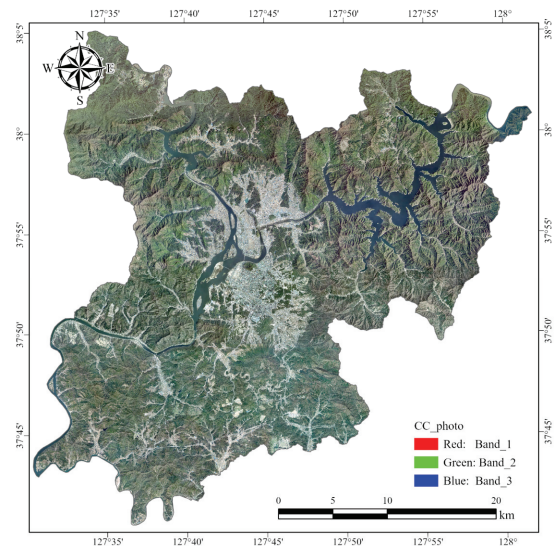 127°35' 127°40' 127°45' 127°50' 127°55' 128°
38°5' 38°5'
N
W E
S
38° 38°
37°55' 37°55'
37°50' 37°50'
37°45' 37°45'
CC_photo
Red: Band_1
Green: Band_2
Blue: Band_3
0 5 10 20
km
127°35' 127°40' 127°45' 127°50' 127°55' 128°